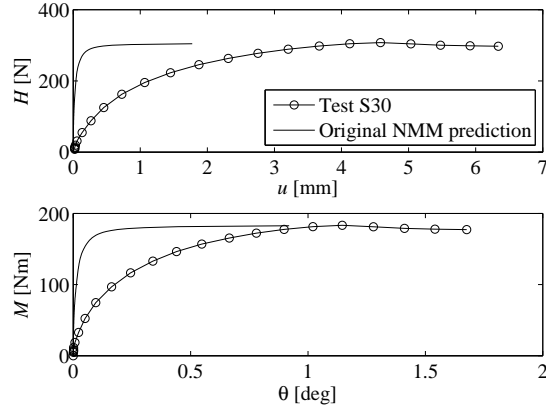 400
200
0
H [N]
0 1 2 3 4 5 6 7
u [mm]
Test S30
Original NMM prediction
200
100
0
M [Nm]
0 0.5 1 1.5 2
θ [deg]